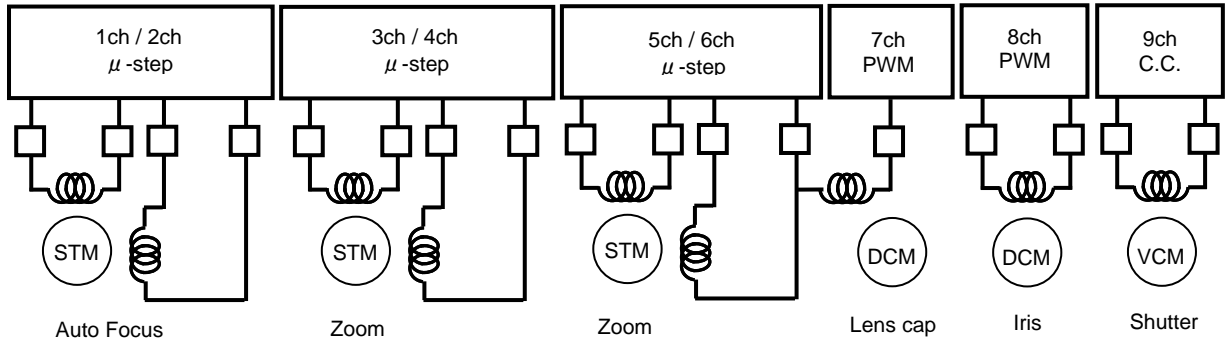 1ch / 2ch
μ-step
3ch / 4ch
μ-step
5ch / 6ch
μ-step
7ch
PWM
8ch
PWM
9ch
C.C.
STM
STM
STM
DCM
DCM
VCM
Auto Focus
Zoom
Zoom
Lens cap
Iris
Shutter